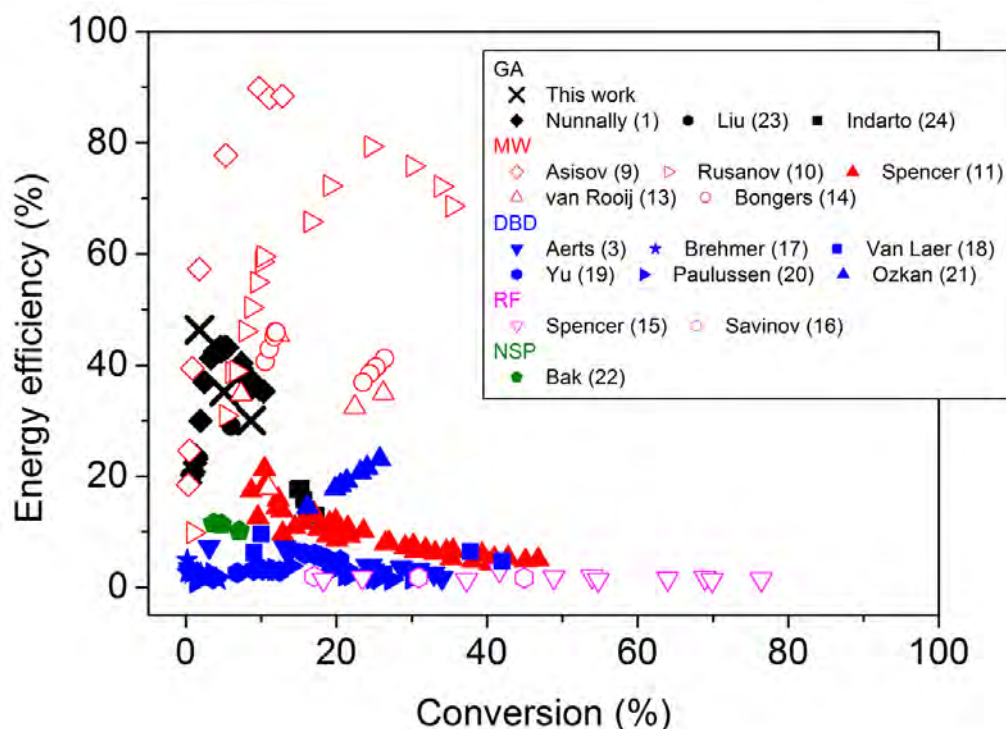 100
80
60
40
20
0
Energy efficiency (%)
GA
This work
Nunnally (1) Liu (23) Indarto (24)
MW
Asisov (9) Rusanov (10) Spencer (11)
van Rooij (13) Bongers (14)
DBD
Aerts (3) Brehmer (17) Van Laer (18)
Yu (19) Paulussen (20) Ozkan (21)
RF
Spencer (15) Savinov (16)
NSP
Bak (22)
0 20 40 60 80 100
Conversion (%)